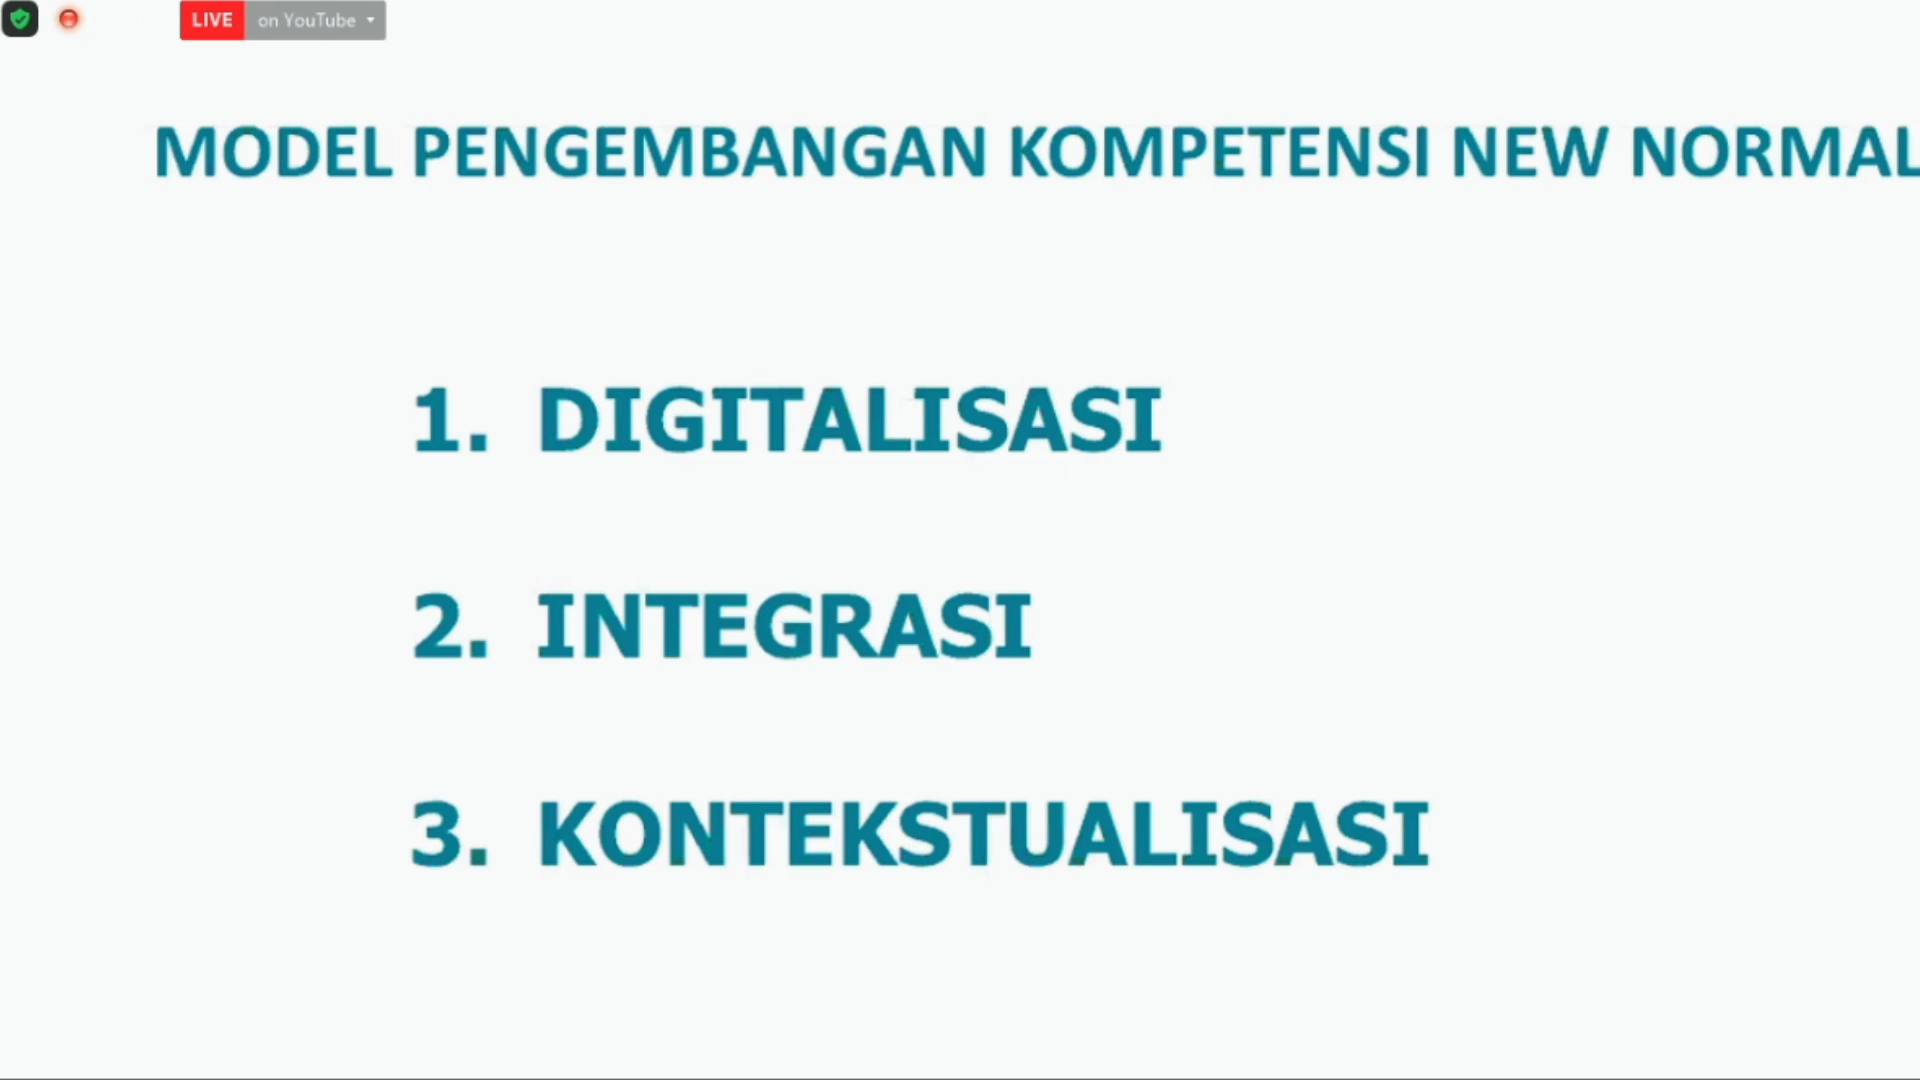 LIVE on YouTube
MODEL PENGEMBANGAN KOMPETENSI NEW NORMAL
1. DIGITALISASI
2. INTEGRASI
3. KONTEKSTUALISASI